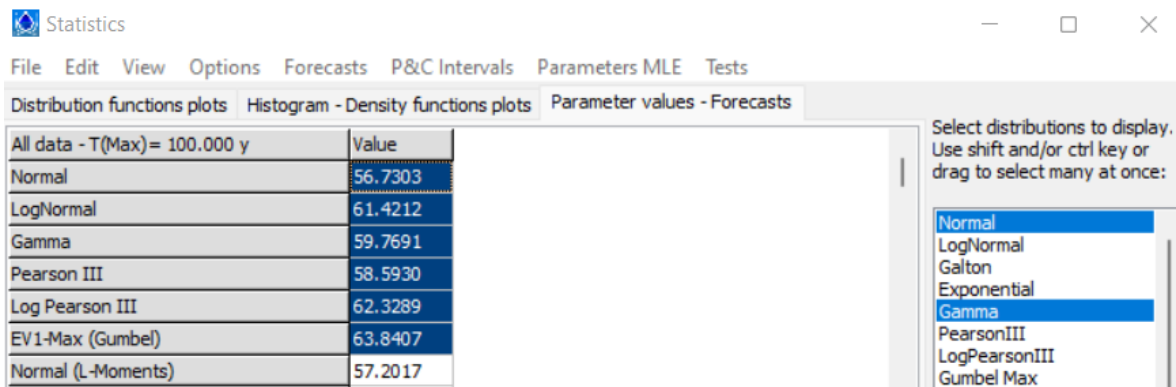 Statistics
File Edit View Options Forecasts P&C Intervals Parameters MLE Tests
Distribution functions plots Histogram - Density functions plots Parameter values - Forecasts
All data - T(Max)= 100.000 y Value
Normal 56.7303
LogNormal 61.4212
Gamma 59.7691
Pearson III 58.5930
Log Pearson III 62.3289
EV1-Max (Gumbel) 63.8407
Normal (L-Moments) 57.2017
Select distributions to display.
Use shift and/or ctrl key or
drag to select many at once:
Normal
LogNormal
Galton
Exponential
Gamma
PearsonIII
LogPearsonIII
Gumbel Max